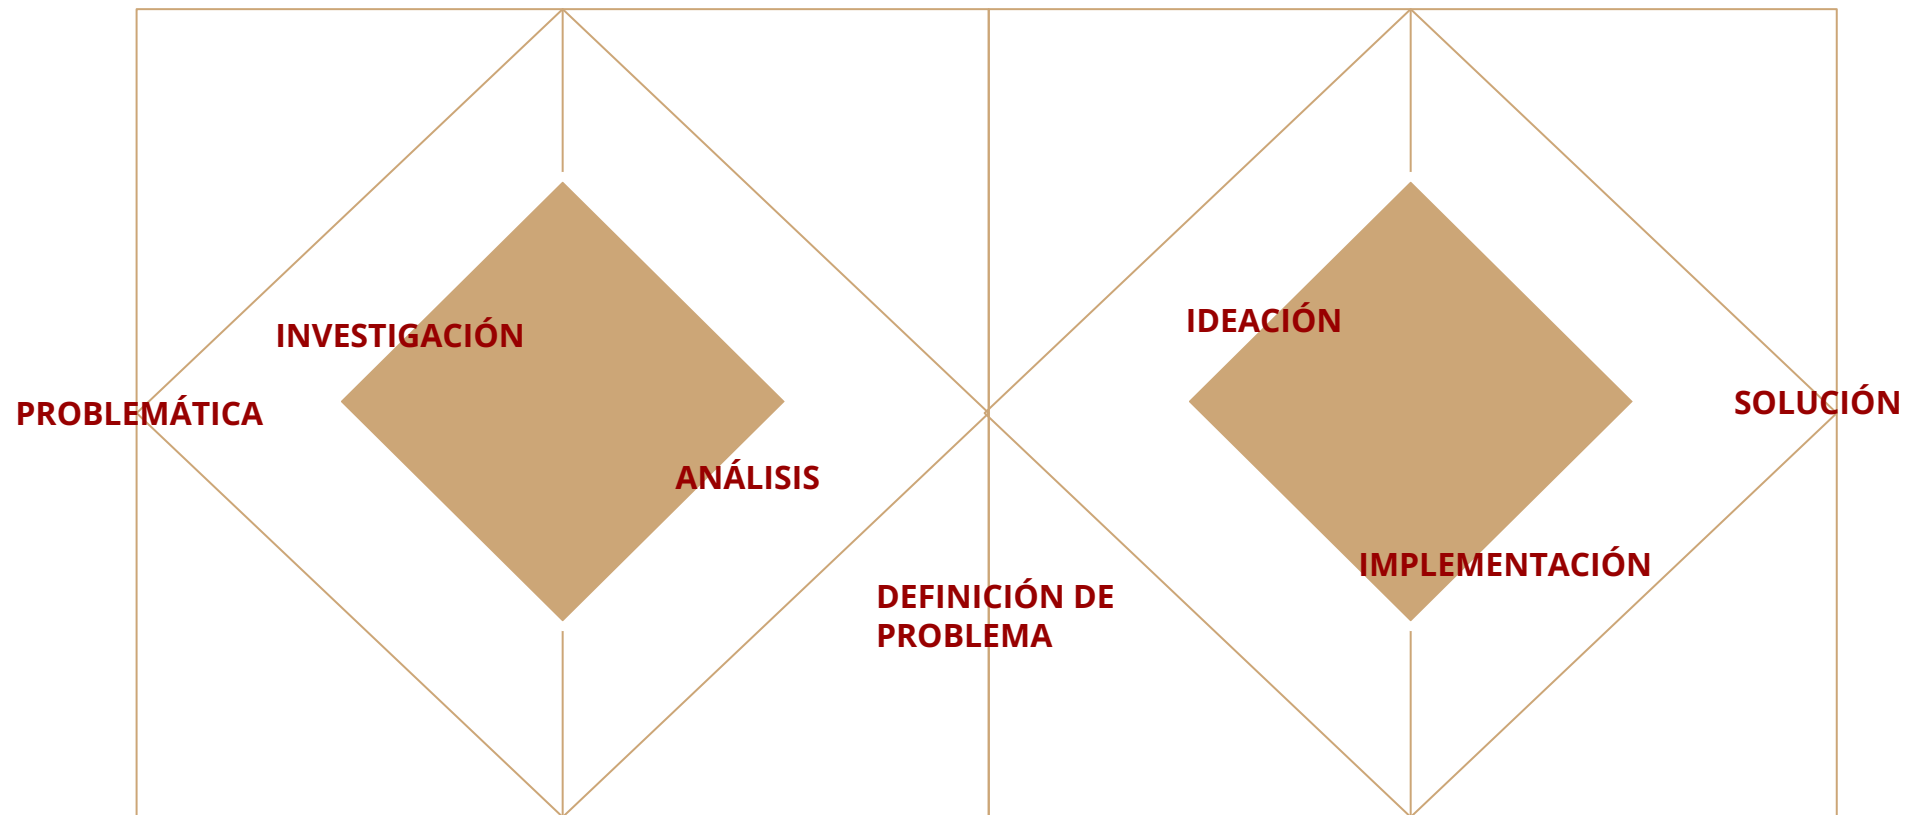 INVESTIGACIÓN
PROBLEMÁTICA
ANÁLISIS
DEFINICIÓN DE
PROBLEMA
IDEACIÓN
IMPLEMENTACIÓN
SOLUCIÓN